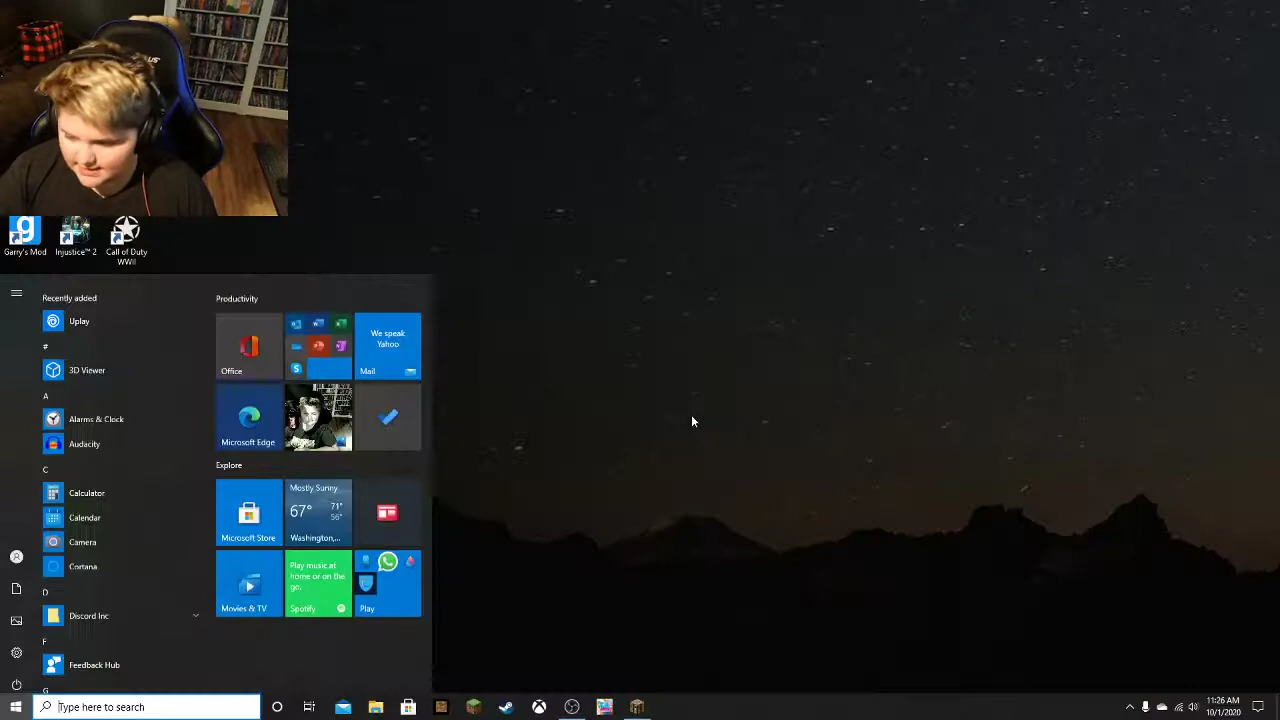 Garry's Mod
Injustice™ 2
Call of Duty
WWII
Recently added
Uplay
#
3D Viewer
A
Alarms & Clock
Audacity
C
Calculator
Calendar
Camera
Cortana
D
Discord Inc
F
Feedback Hub
G
Productivity
Office
We speak
Yahoo
Mail
Microsoft Edge
Explore
Microsoft Store
Mostly Sunny
67° 71°
56°
Washington,...
Movies & TV
Play music at
home or on the
go.
Spotify
Play
Type here to search
11:26 AM
10/1/2020